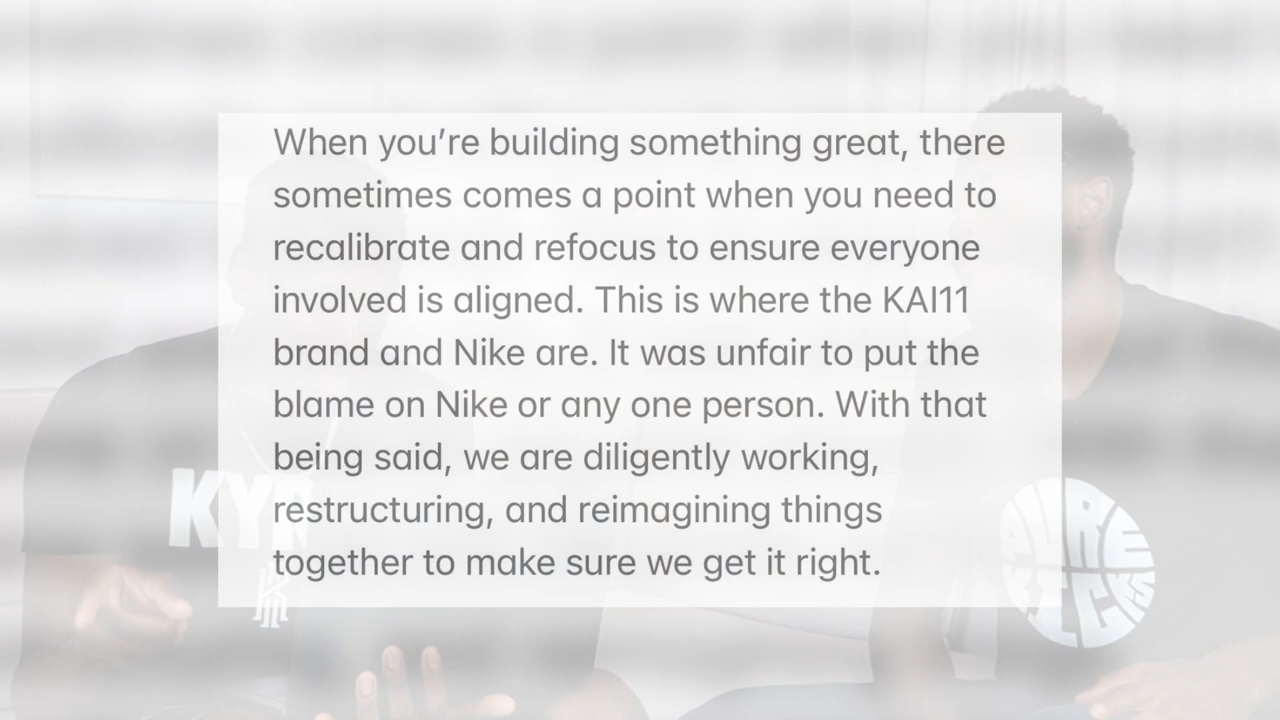 When you’re building something great, there
sometimes comes a point when you need to
recalibrate and refocus to ensure everyone
involved is aligned. This is where the KAI11
brand and Nike are. It was unfair to put the
blame on Nike or any one person. With that
being said, we are diligently working,
restructuring, and reimagining things
together to make sure we get it right.
KYR
PURE
KICKS